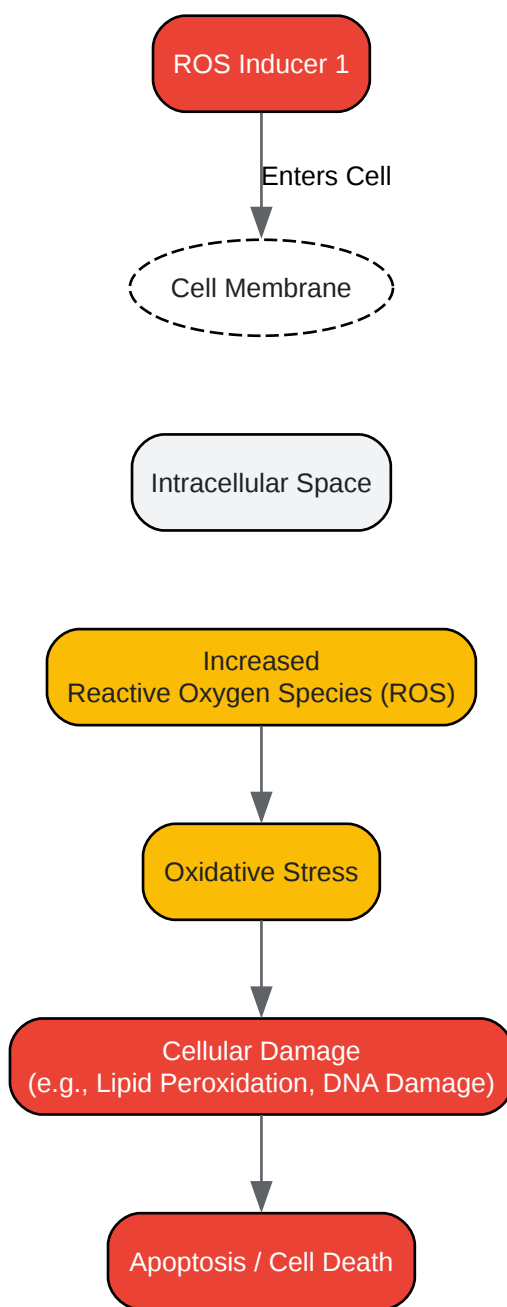 ROS Inducer 1
Enters Cell
Cell Membrane
Intracellular Space
Increased
Reactive Oxygen Species (ROS)
Oxidative Stress
Cellular Damage
(e.g., Lipid Peroxidation, DNA Damage)
Apoptosis / Cell Death